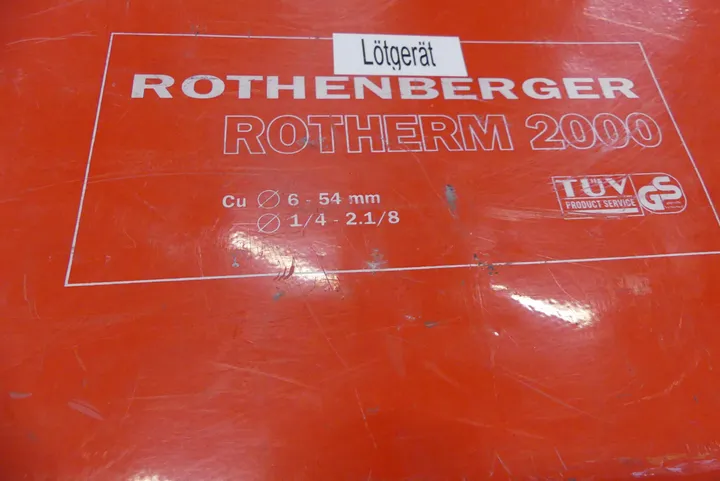 Lötgerät
ROTHENBERGER
ROTHERM 2000
Cu ∅ 6 - 54 mm
∅ 1/4 - 2.1/8
TÜV
PRODUCT SERVICE
GS